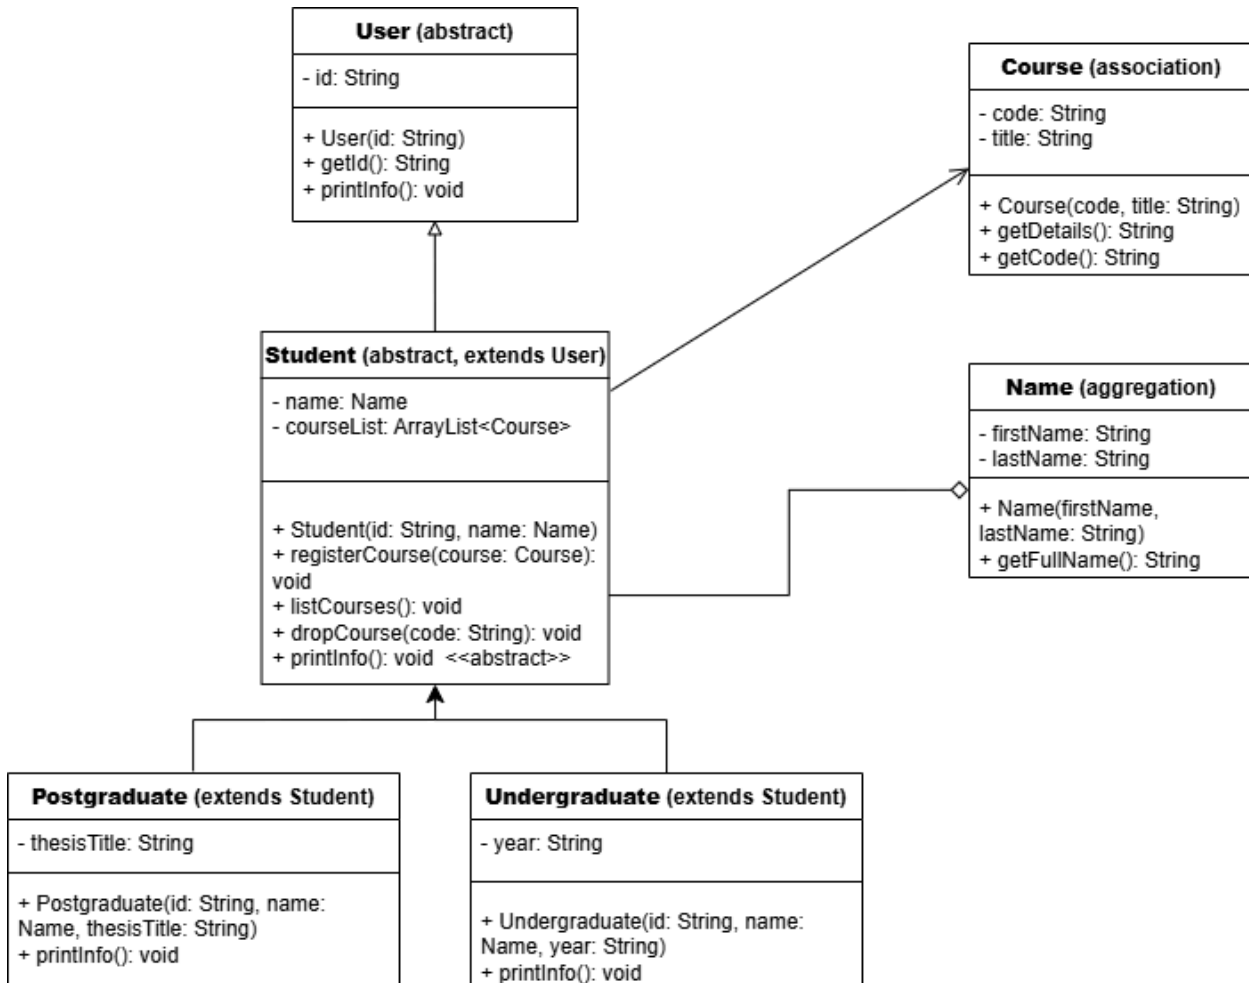 User (abstract)
- id: String
+ User(id: String)
+ getId(): String
+ printInfo(): void
Course (association)
- code: String
- title: String
+ Course(code, title: String)
+ getDetails(): String
+ getCode(): String
Student (abstract, extends User)
- name: Name
- courseList: ArrayList<Course>
+ Student(id: String, name: Name)
+ registerCourse(course: Course):
void
+ listCourses(): void
+ dropCourse(code: String): void
+ printInfo(): void <<abstract>>
Name (aggregation)
- firstName: String
- lastName: String
+ Name(firstName,
lastName: String)
+ getFullName(): String
Postgraduate (extends Student)
- thesisTitle: String
+ Postgraduate(id: String, name:
Name, thesisTitle: String)
+ printInfo(): void
Undergraduate (extends Student)
- year: String
+ Undergraduate(id: String, name:
Name, year: String)
+ printInfo(): void